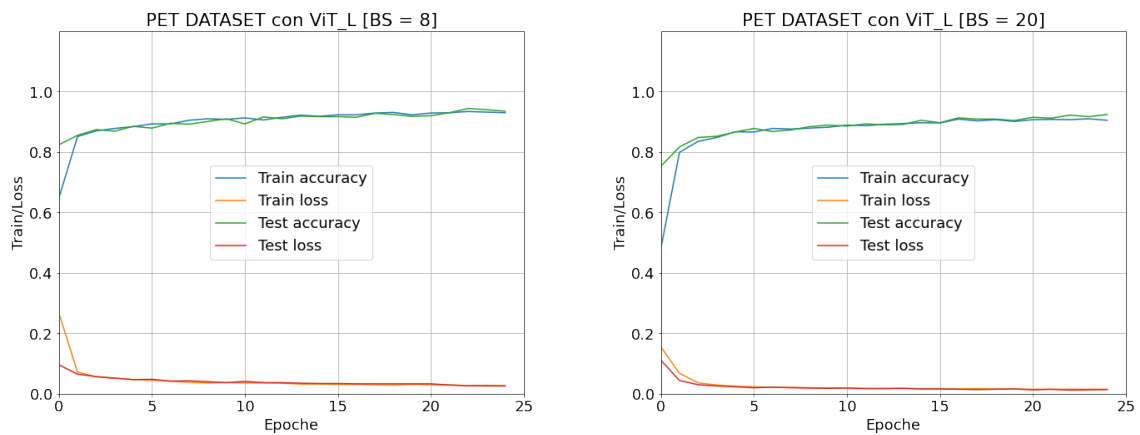 PET DATASET con ViT_L [BS = 8]
1.0
0.8
0.6
0.4
0.2
0.0
Train/Loss
Train accuracy
Train loss
Test accuracy
Test loss
0 5 10 15 20 25
Epoche
PET DATASET con ViT_L [BS = 20]
1.0
0.8
0.6
0.4
0.2
0.0
Train/Loss
Train accuracy
Train loss
Test accuracy
Test loss
0 5 10 15 20 25
Epoche